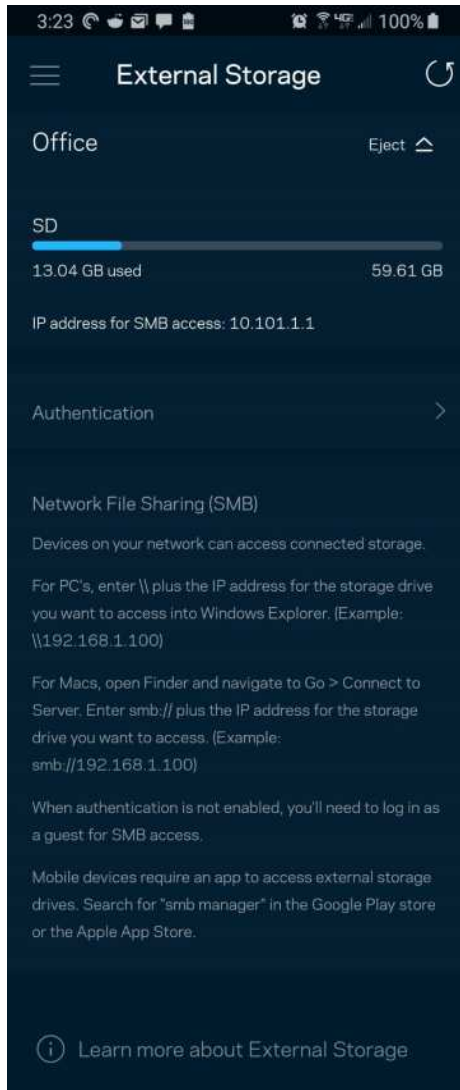 3:23 4GE 100%
External Storage
Office Eject
SD
13.04 GB used 59.61 GB
IP address for SMB access: 10.101.1.1
Authentication
Network File Sharing (SMB)
Devices on your network can access connected storage.
For PC's, enter \\ plus the IP address for the storage drive
you want to access into Windows Explorer. (Example:
\\192.168.1.100)
For Macs, open Finder and navigate to Go > Connect to
Server. Enter smb:// plus the IP address for the storage
drive you want to access. (Example:
smb://192.168.1.100)
When authentication is not enabled, you'll need to log in as
a guest for SMB access.
Mobile devices require an app to access external storage
drives. Search for "smb manager" in the Google Play store
or the Apple App Store.
Learn more about External Storage